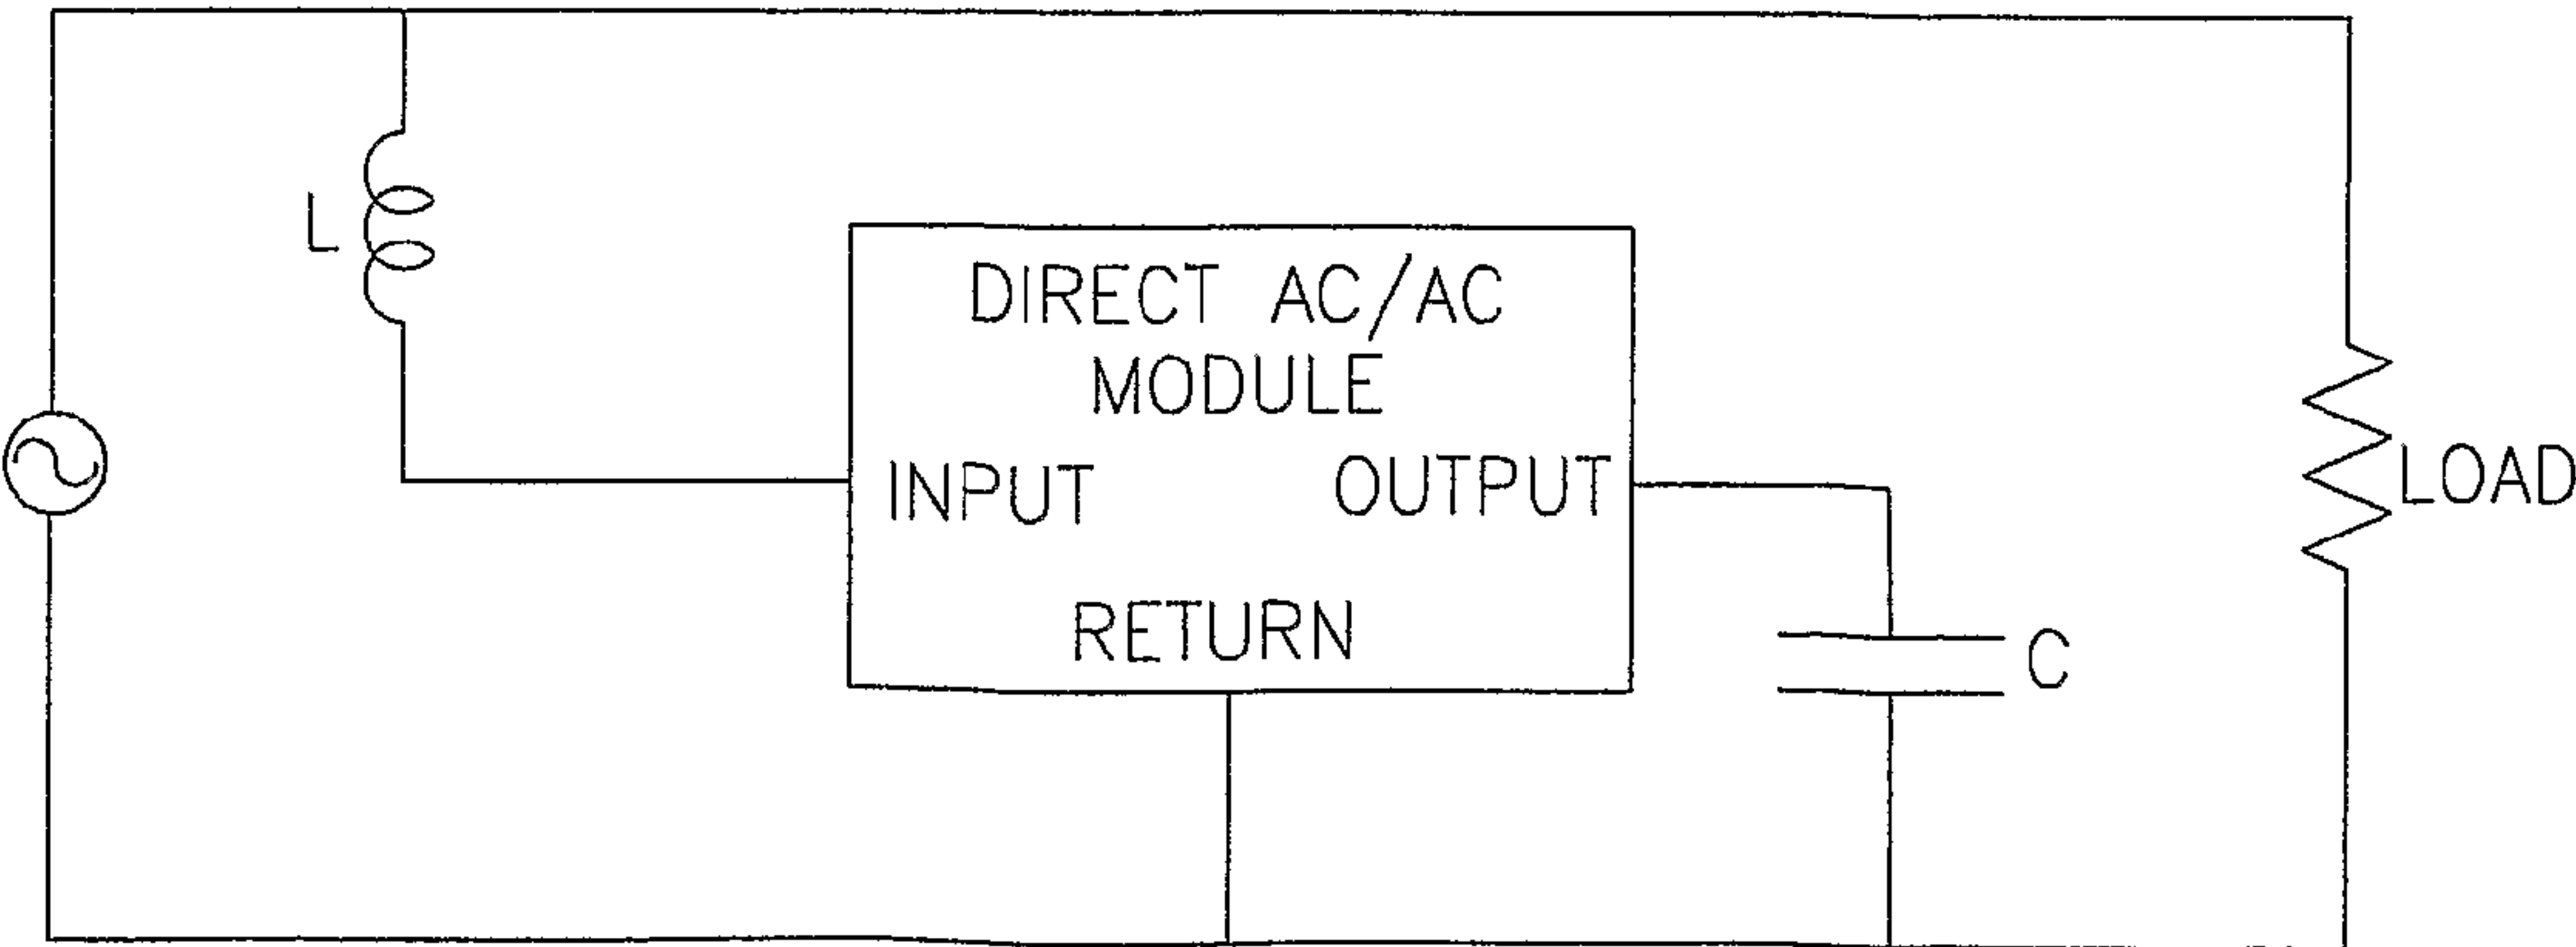 L
DIRECT AC/AC
MODULE
INPUT
OUTPUT
LOAD
RETURN
C